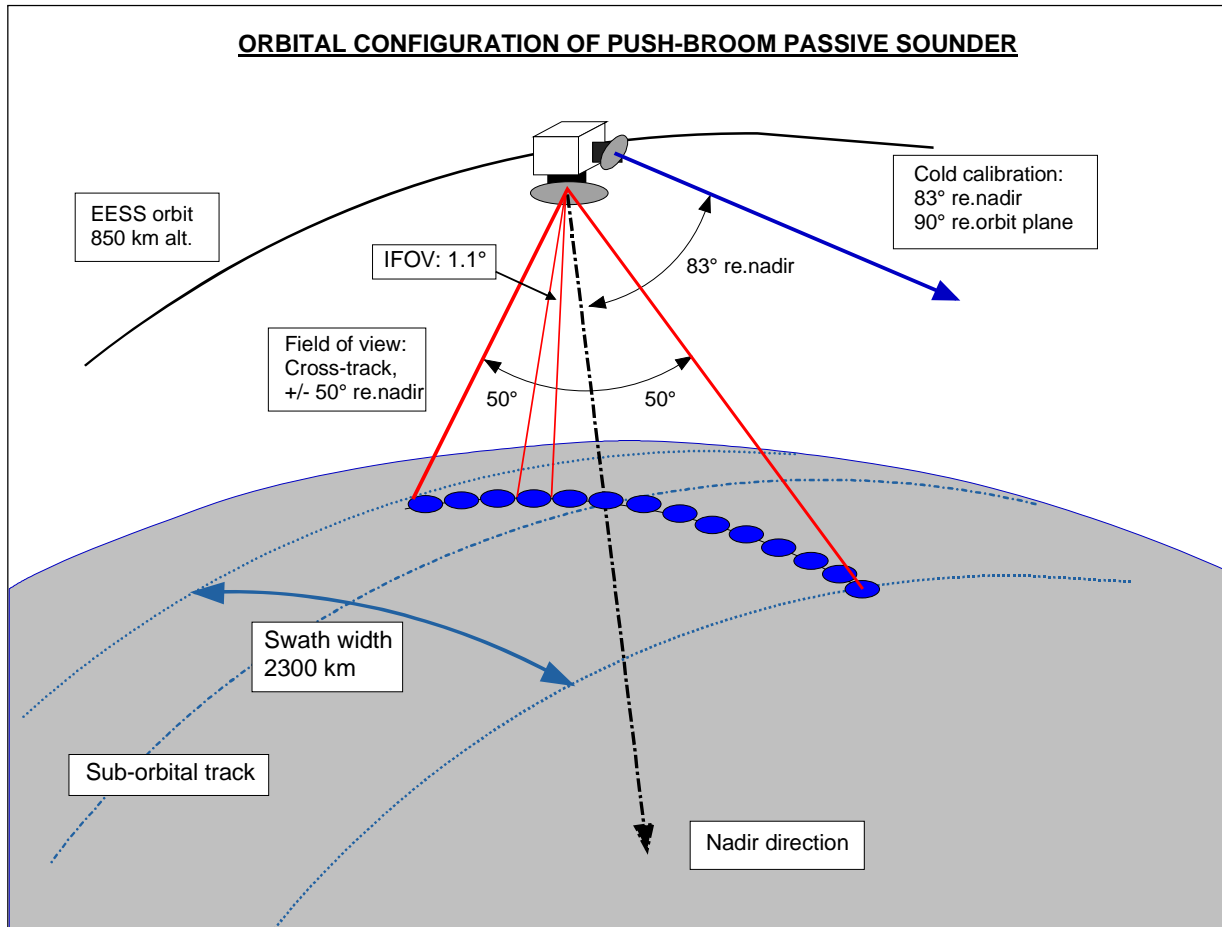 ORBITAL CONFIGURATION OF PUSH-BROOM PASSIVE SOUNDER
Cold calibration:
83° re.nadir
90° re.orbit plane
EESS orbit
850 km alt.
IFOV: 1.1°
83° re.nadir
Field of view:
Cross-track,
+/- 50° re.nadir
50°
50°
Swath width
2300 km
Sub-orbital track
Nadir direction